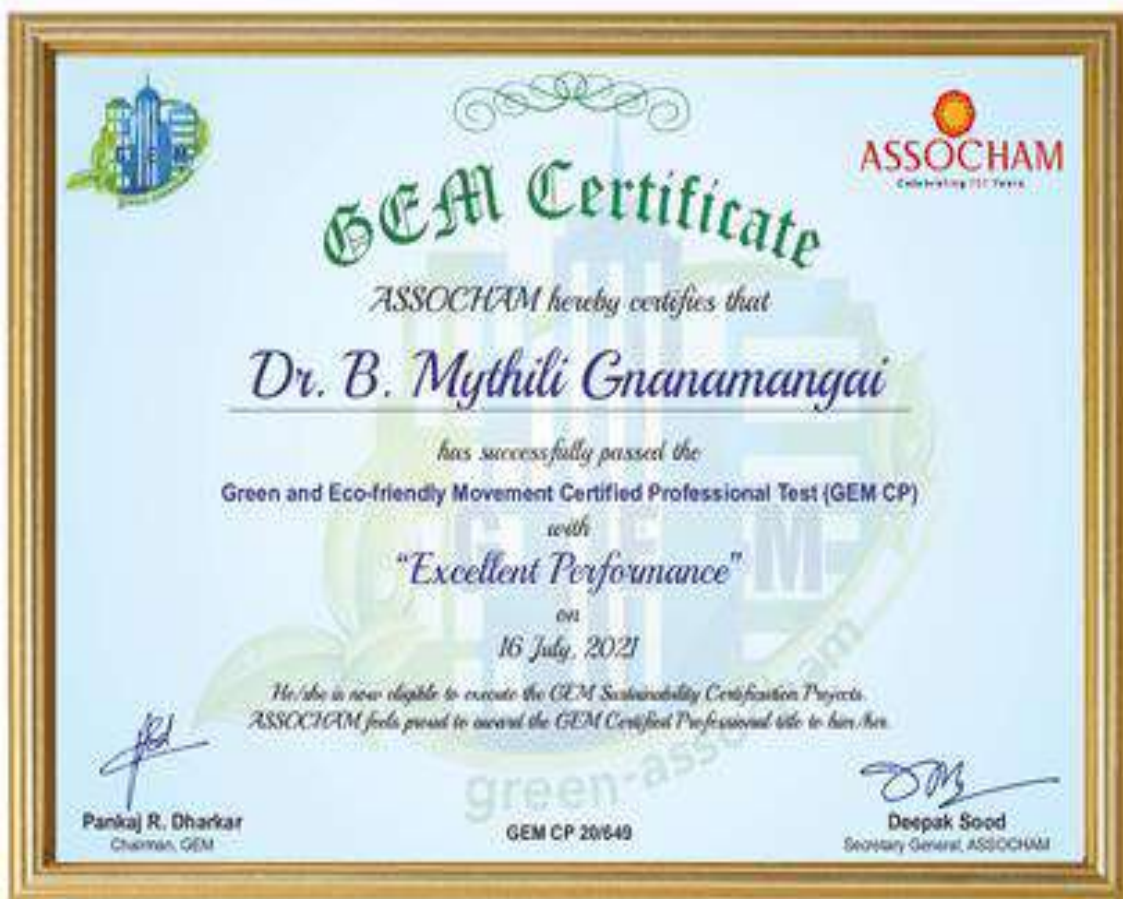 ASSOCHAM
GEM Certificate
ASSOCHAM hereby certifies that
Dr. B. Mythili Gnanamangai
has successfully passed the
Green and Eco-friendly Movement Certified Professional Test (GEM CP)
with
“Excellent Performance”
on
16 July, 2021
He/she is now eligible to execute the GEM Sustainability Certification Projects.
ASSOCHAM feels proud to award the GEM Certified Professional title to him/her.
Pankaj R. Dharkar
Chairman, GEM
GEM CP 20/649
Deepak Sood
Secretary General, ASSOCHAM
GEM